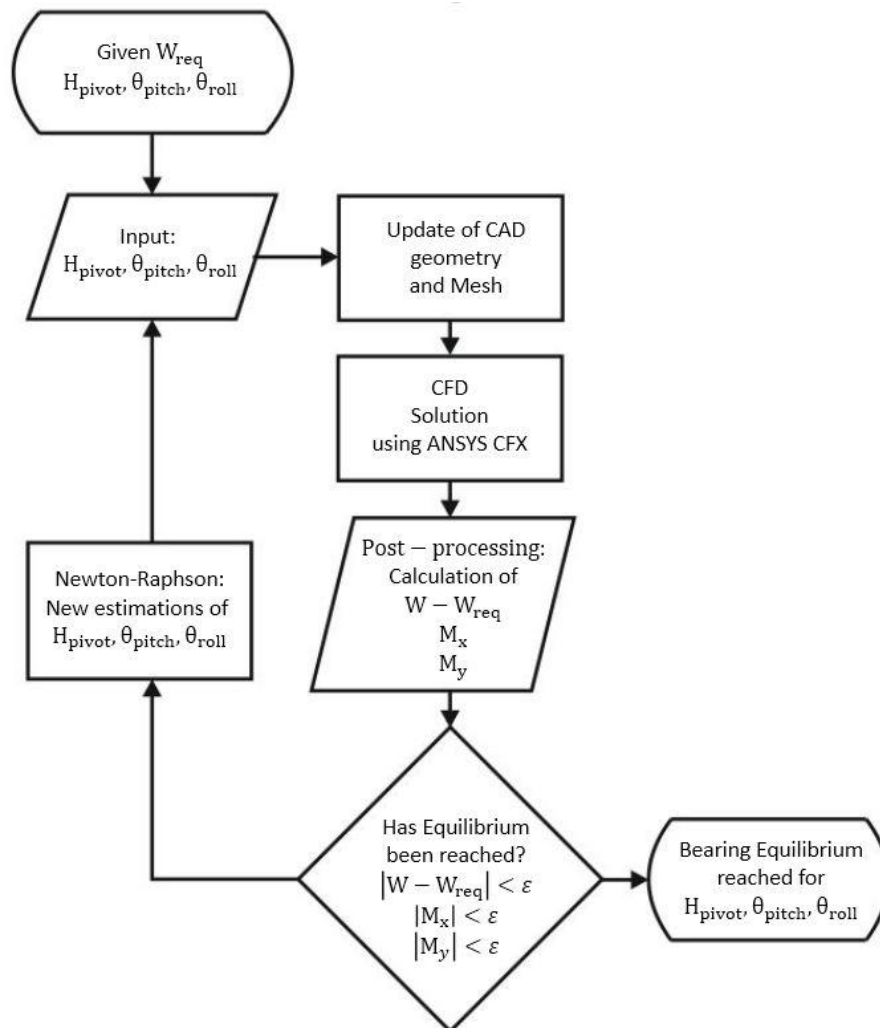 Given W_req
H_pivot, θ_pitch, θ_roll
Input:
H_pivot, θ_pitch, θ_roll
Update of CAD
geometry
and Mesh
CFD
Solution
using ANSYS CFX
Post − processing:
Calculation of
W − W_req
M_x
M_y
Newton-Raphson:
New estimations of
H_pivot, θ_pitch, θ_roll
Has Equilibrium
been reached?
|W − W_req| < ε
|M_x| < ε
|M_y| < ε
Bearing Equilibrium
reached for
H_pivot, θ_pitch, θ_roll